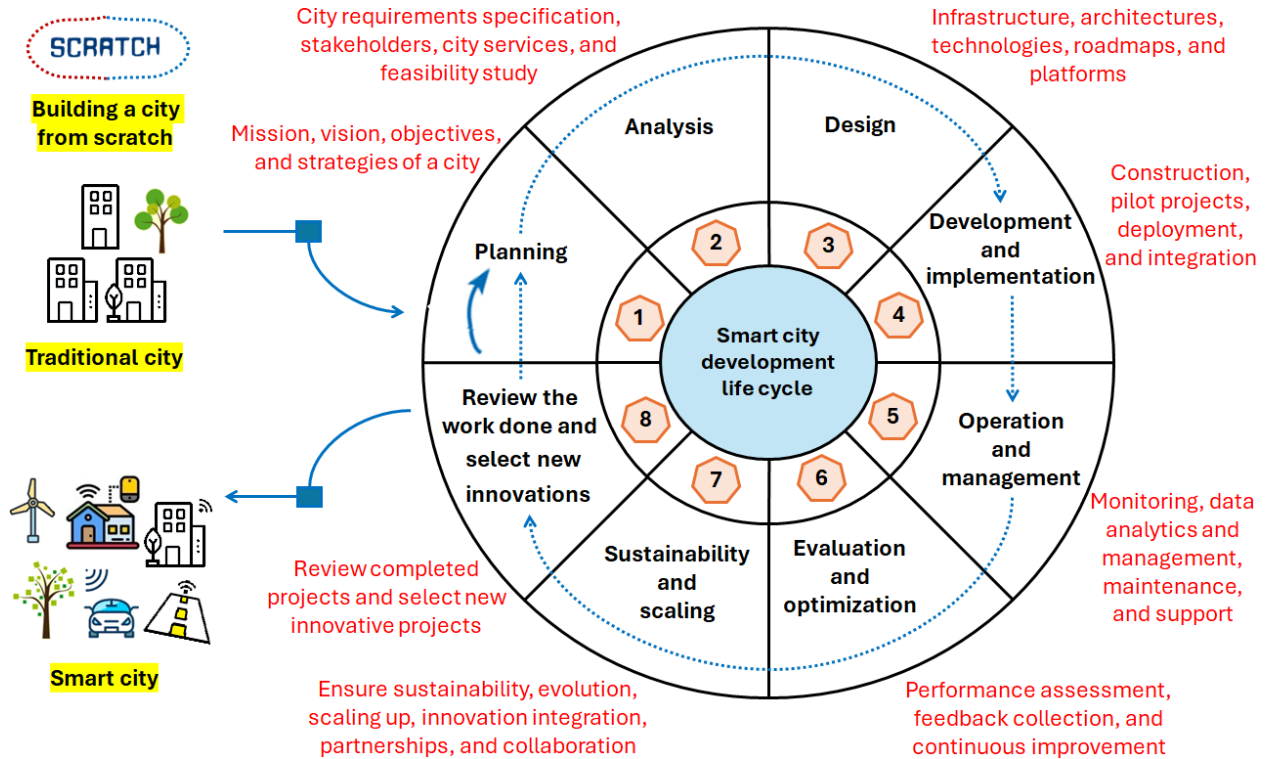 SCRATCH
Building a city
from scratch
Traditional city
Smart city
City requirements specification,
stakeholders, city services, and
feasibility study
Mission, vision, objectives,
and strategies of a city
Infrastructure, architectures,
technologies, roadmaps, and
platforms
Construction,
pilot projects,
deployment,
and integration
Monitoring, data
analytics and
management,
maintenance,
and support
Performance assessment,
feedback collection, and
continuous improvement
Ensure sustainability, evolution,
scaling up, innovation integration,
partnerships, and collaboration
Review completed
projects and select new
innovative projects
Smart city
development
life cycle
Planning
1
Analysis
2
Design
3
Development
and
implementation
4
Operation
and
management
5
Evaluation
and
optimization
6
Sustainability
and
scaling
7
Review the
work done and
select new
innovations
8